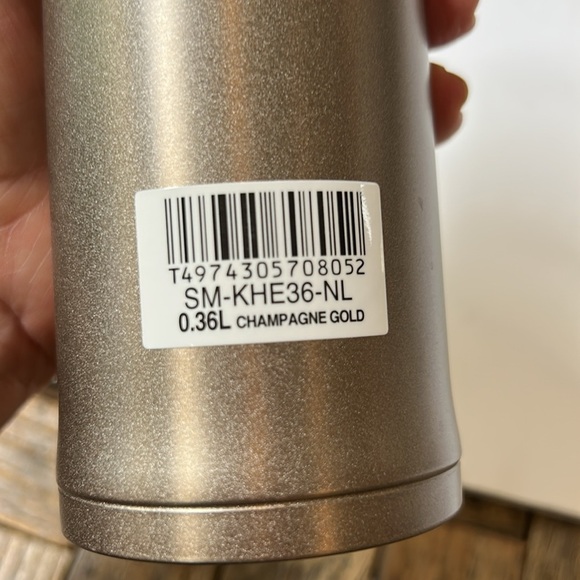 T4974305708052
SM-KHE36-NL
0.36L CHAMPAGNE GOLD